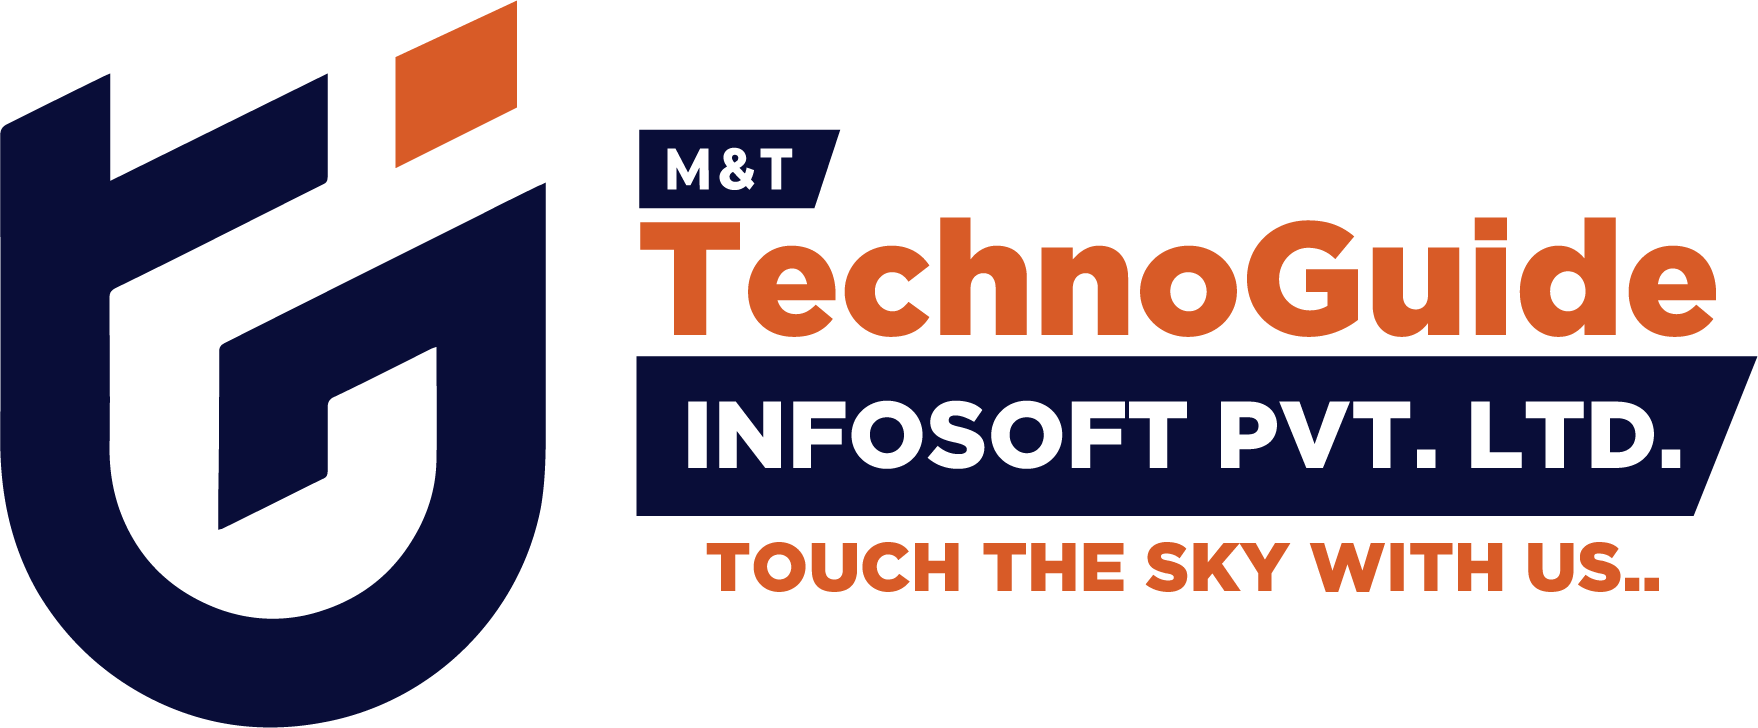 M&T
TechnoGuide
INFOSOFT PVT. LTD.
TOUCH THE SKY WITH US..